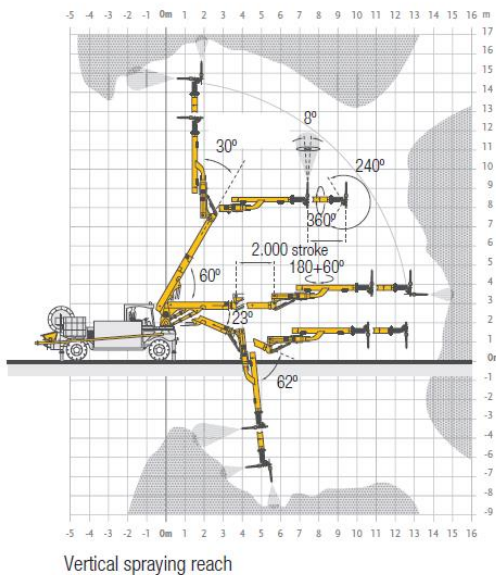 -5 -4 -3 -2 -1 0m 1 2 3 4 5 6 7 8 9 10 11 12 13 14 15 16 m
17
16
15
14
13
12
11
10
9
8
7
6
5
4
3
2
1
0m
-1
-2
-3
-4
-5
-6
-7
-8
-9
8º
30º
240º
360º
2.000 stroke
60º
180+60º
23º
62º
-5 -4 -3 -2 -1 0m 1 2 3 4 5 6 7 8 9 10 11 12 13 14 15 16
Vertical spraying reach